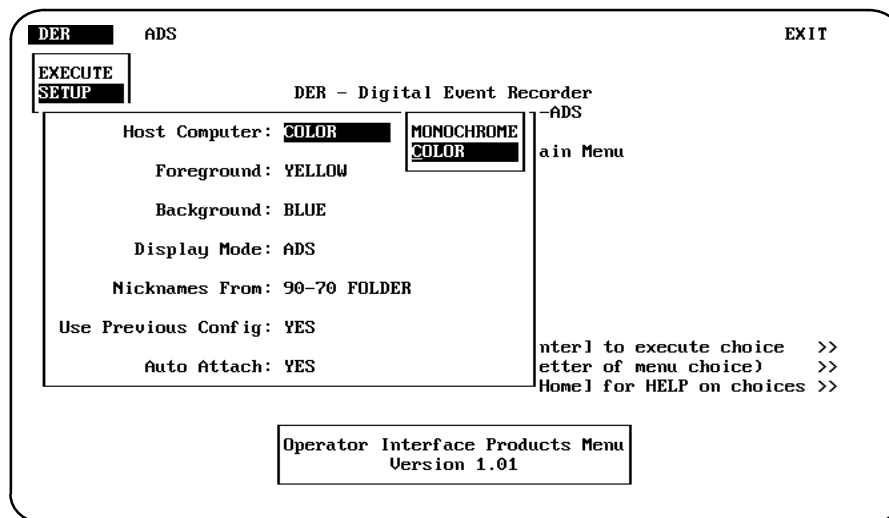 DER ADS EXIT
EXECUTE
SETUP
DER - Digital Event Recorder
-ADS
Host Computer: COLOR
MONOCHROME
COLOR
ain Menu
Foreground: YELLOW
Background: BLUE
Display Mode: ADS
Nicknames From: 90-70 FOLDER
Use Previous Config: YES
nter] to execute choice >>
Auto Attach: YES
etter of menu choice) >>
Home] for HELP on choices >>
Operator Interface Products Menu
Version 1.01